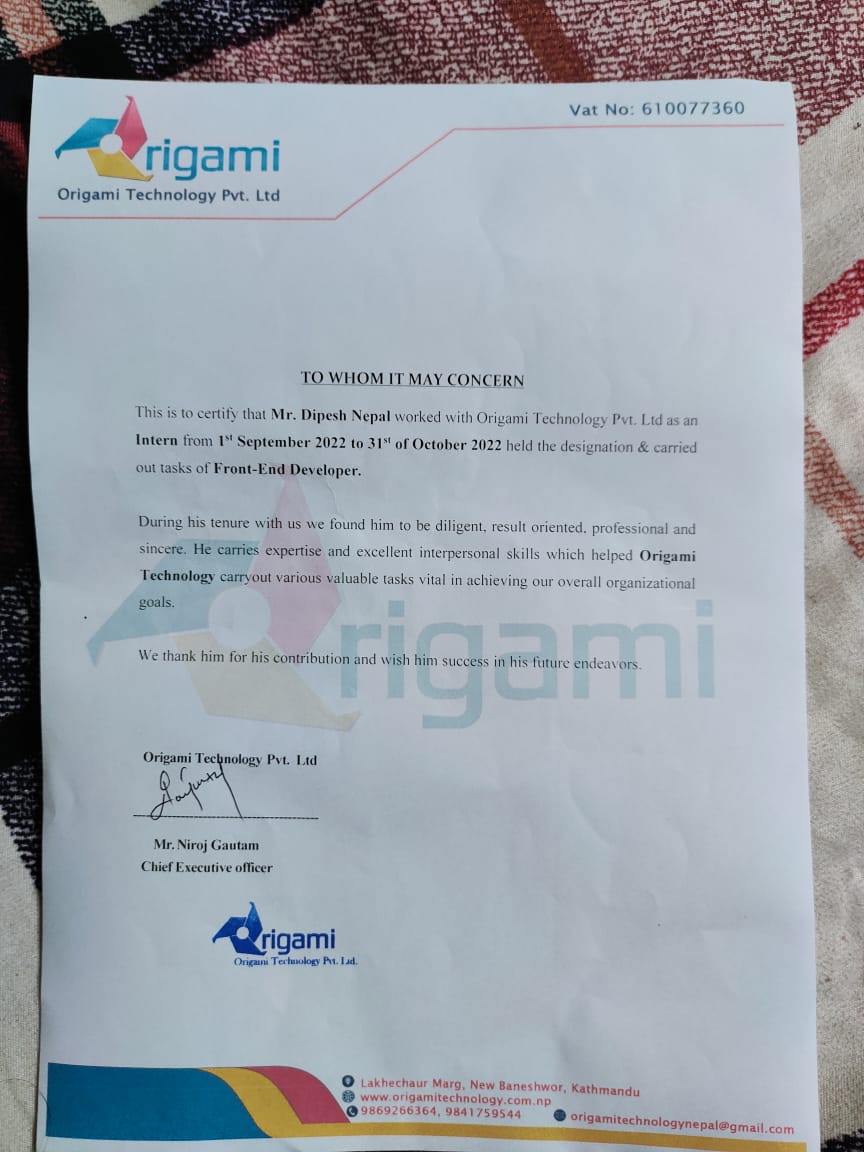 Vat No: 610077360
rigami
Origami Technology Pvt. Ltd
TO WHOM IT MAY CONCERN
This is to certify that Mr. Dipesh Nepal worked with Origami Technology Pvt. Ltd as an
Intern from 1st September 2022 to 31st of October 2022 held the designation & carried
out tasks of Front-End Developer.
During his tenure with us we found him to be diligent, result oriented, professional and
sincere. He carries expertise and excellent interpersonal skills which helped Origami
Technology carryout various valuable tasks vital in achieving our overall organizational
goals.
rigami
We thank him for his contribution and wish him success in his future endeavors.
Origami Technology Pvt. Ltd
Mr. Niroj Gautam
Chief Executive officer
rigami
Origami Technology Pvt. Ltd.
Lakhechaur Marg, New Baneshwor, Kathmandu
www.origamitechnology.com.np
9869266364, 9841759544
origamitechnologynepal@gmail.com